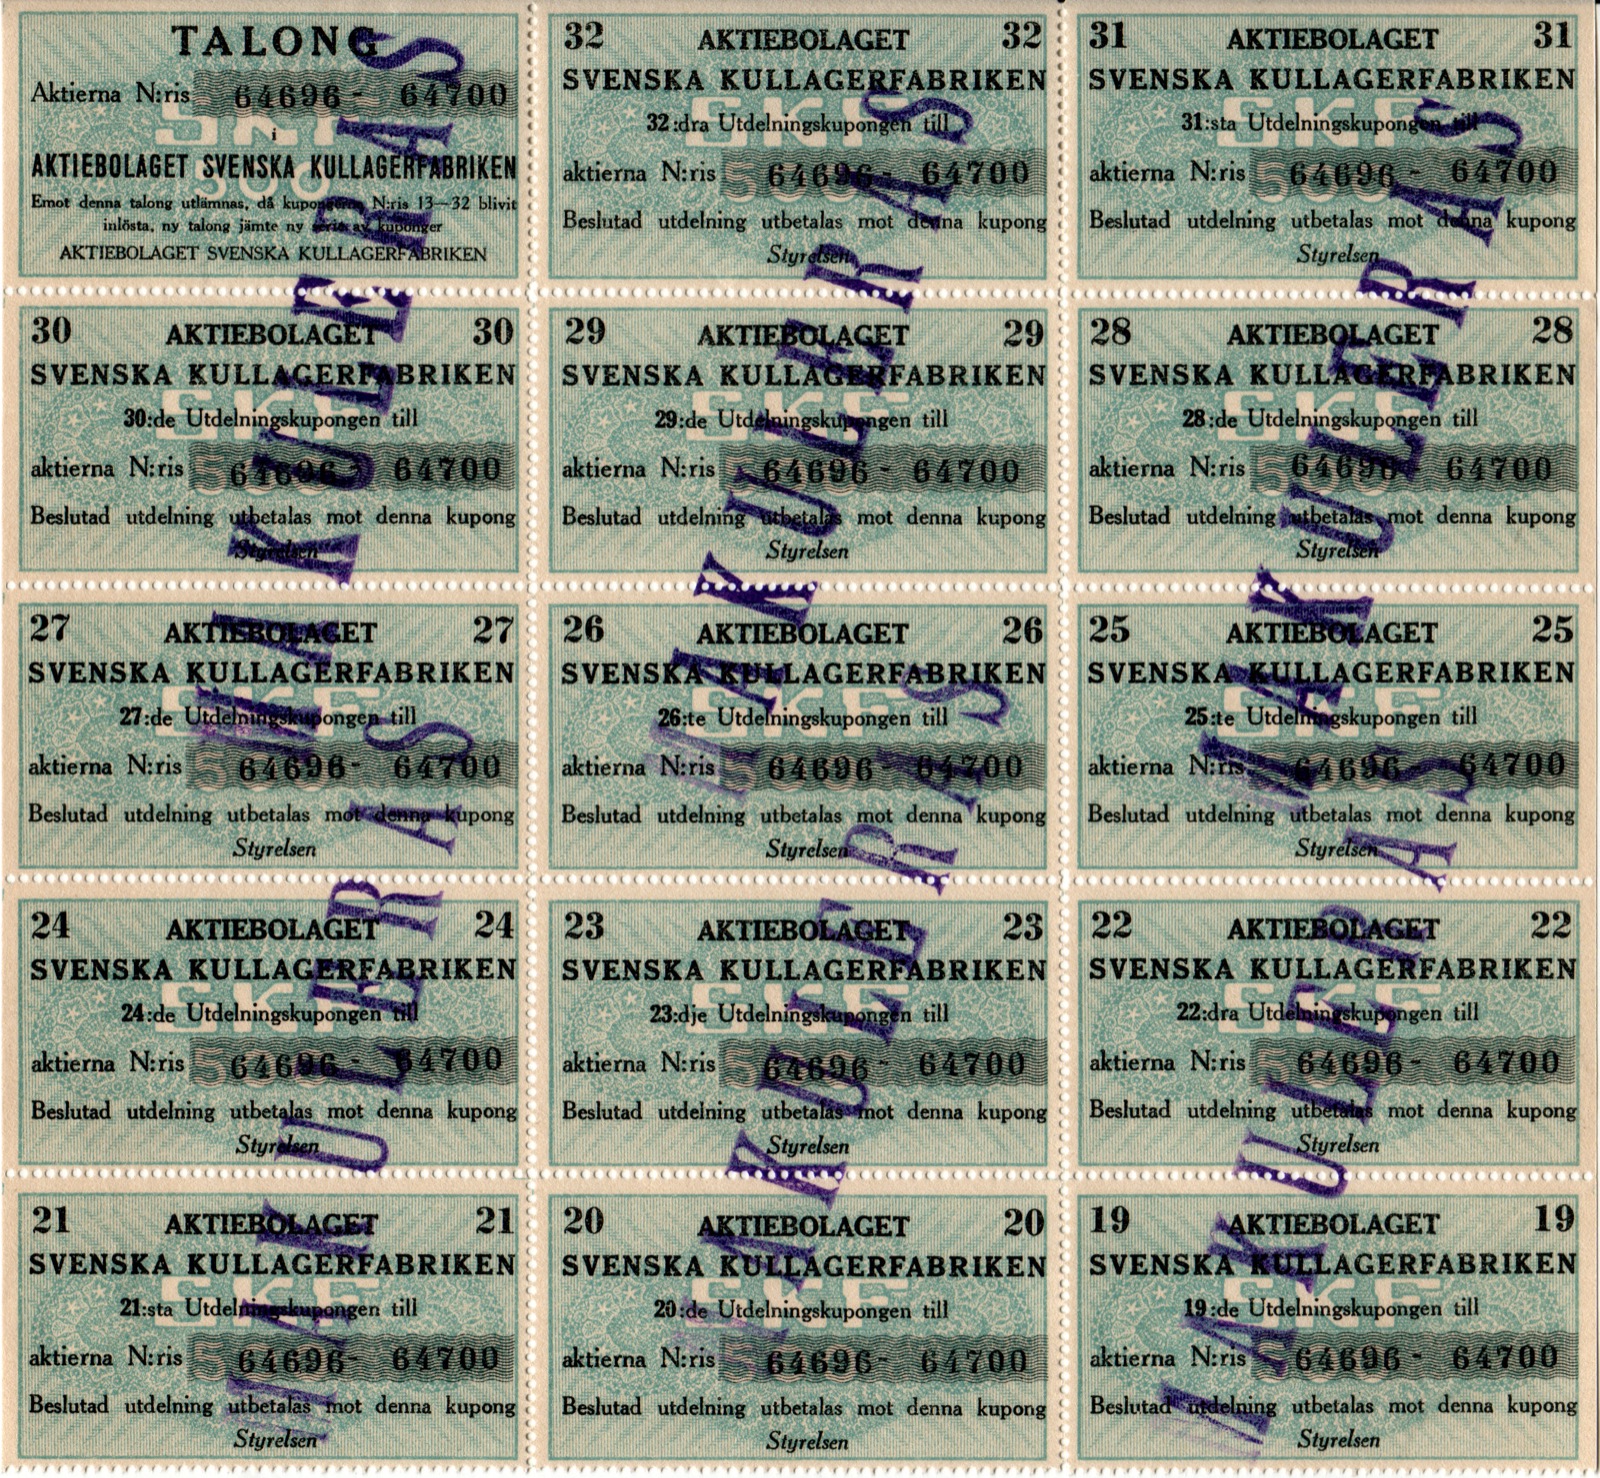 TALONG
Aktierna N:ris 64696 - 64700
i
AKTIEBOLAGET SVENSKA KULLAGERFABRIKEN
Emot denna talong utlämnas, då kupongerna N:ris 13—32 blivit
inlösta, ny talong jämte ny serie av kuponger
AKTIEBOLAGET SVENSKA KULLAGERFABRIKEN
32 AKTIEBOLAGET 32
SVENSKA KULLAGERFABRIKEN
32:dra Utdelningskupongen till
aktierna N:ris 64696 - 64700
Beslutad utdelning utbetalas mot denna kupong
Styrelsen
31 AKTIEBOLAGET 31
SVENSKA KULLAGERFABRIKEN
31:sta Utdelningskupongen till
aktierna N:ris 64696 - 64700
Beslutad utdelning utbetalas mot denna kupong
Styrelsen
30 AKTIEBOLAGET 30
SVENSKA KULLAGERFABRIKEN
30:de Utdelningskupongen till
aktierna N:ris 64696 - 64700
Beslutad utdelning utbetalas mot denna kupong
Styrelsen
29 AKTIEBOLAGET 29
SVENSKA KULLAGERFABRIKEN
29:de Utdelningskupongen till
aktierna N:ris 64696 - 64700
Beslutad utdelning utbetalas mot denna kupong
Styrelsen
28 AKTIEBOLAGET 28
SVENSKA KULLAGERFABRIKEN
28:de Utdelningskupongen till
aktierna N:ris 64696 - 64700
Beslutad utdelning utbetalas mot denna kupong
Styrelsen
27 AKTIEBOLAGET 27
SVENSKA KULLAGERFABRIKEN
27:de Utdelningskupongen till
aktierna N:ris 64696 - 64700
Beslutad utdelning utbetalas mot denna kupong
Styrelsen
26 AKTIEBOLAGET 26
SVENSKA KULLAGERFABRIKEN
26:te Utdelningskupongen till
aktierna N:ris 64696 - 64700
Beslutad utdelning utbetalas mot denna kupong
Styrelsen
25 AKTIEBOLAGET 25
SVENSKA KULLAGERFABRIKEN
25:te Utdelningskupongen till
aktierna N:ris 64696 - 64700
Beslutad utdelning utbetalas mot denna kupong
Styrelsen
24 AKTIEBOLAGET 24
SVENSKA KULLAGERFABRIKEN
24:de Utdelningskupongen till
aktierna N:ris 64696 - 64700
Beslutad utdelning utbetalas mot denna kupong
Styrelsen
23 AKTIEBOLAGET 23
SVENSKA KULLAGERFABRIKEN
23:dje Utdelningskupongen till
aktierna N:ris 64696 - 64700
Beslutad utdelning utbetalas mot denna kupong
Styrelsen
22 AKTIEBOLAGET 22
SVENSKA KULLAGERFABRIKEN
22:dra Utdelningskupongen till
aktierna N:ris 64696 - 64700
Beslutad utdelning utbetalas mot denna kupong
Styrelsen
21 AKTIEBOLAGET 21
SVENSKA KULLAGERFABRIKEN
21:sta Utdelningskupongen till
aktierna N:ris 64696 - 64700
Beslutad utdelning utbetalas mot denna kupong
Styrelsen
20 AKTIEBOLAGET 20
SVENSKA KULLAGERFABRIKEN
20:de Utdelningskupongen till
aktierna N:ris 64696 - 64700
Beslutad utdelning utbetalas mot denna kupong
Styrelsen
19 AKTIEBOLAGET 19
SVENSKA KULLAGERFABRIKEN
19:de Utdelningskupongen till
aktierna N:ris 64696 - 64700
Beslutad utdelning utbetalas mot denna kupong
Styrelsen
MAKULERAS
MAKULERAS
MAKULERAS
MAKULERAS
MAKULERAS
MAKULERAS